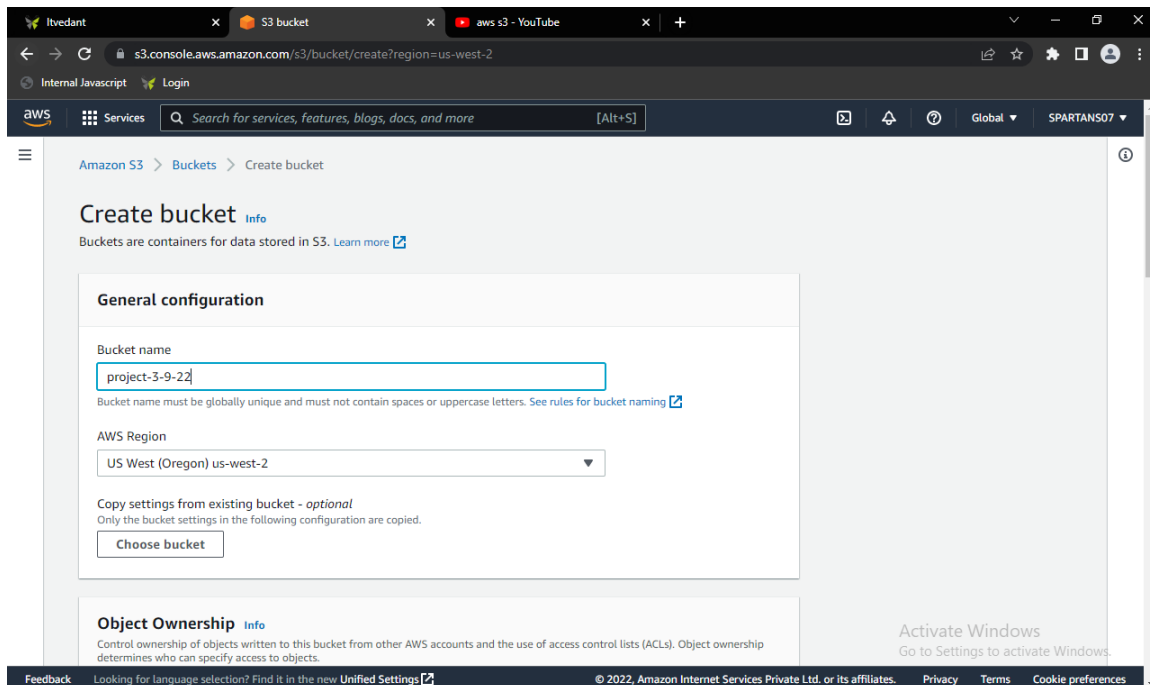 Itvedant
S3 bucket
aws s3 - YouTube
s3.console.aws.amazon.com/s3/bucket/create?region=us-west-2
Internal Javascript Login
aws Services Search for services, features, blogs, docs, and more [Alt+S] Global SPARTANS07
Amazon S3 Buckets Create bucket
Create bucket Info
Buckets are containers for data stored in S3. Learn more
General configuration
Bucket name
project-3-9-22
Bucket name must be globally unique and must not contain spaces or uppercase letters. See rules for bucket naming
AWS Region
US West (Oregon) us-west-2
Copy settings from existing bucket - optional
Only the bucket settings in the following configuration are copied.
Choose bucket
Object Ownership Info
Control ownership of objects written to this bucket from other AWS accounts and the use of access control lists (ACLs). Object ownership
determines who can specify access to objects.
Activate Windows
Go to Settings to activate Windows.
Feedback Looking for language selection? Find it in the new Unified Settings © 2022, Amazon Internet Services Private Ltd. or its affiliates. Privacy Terms Cookie preferences